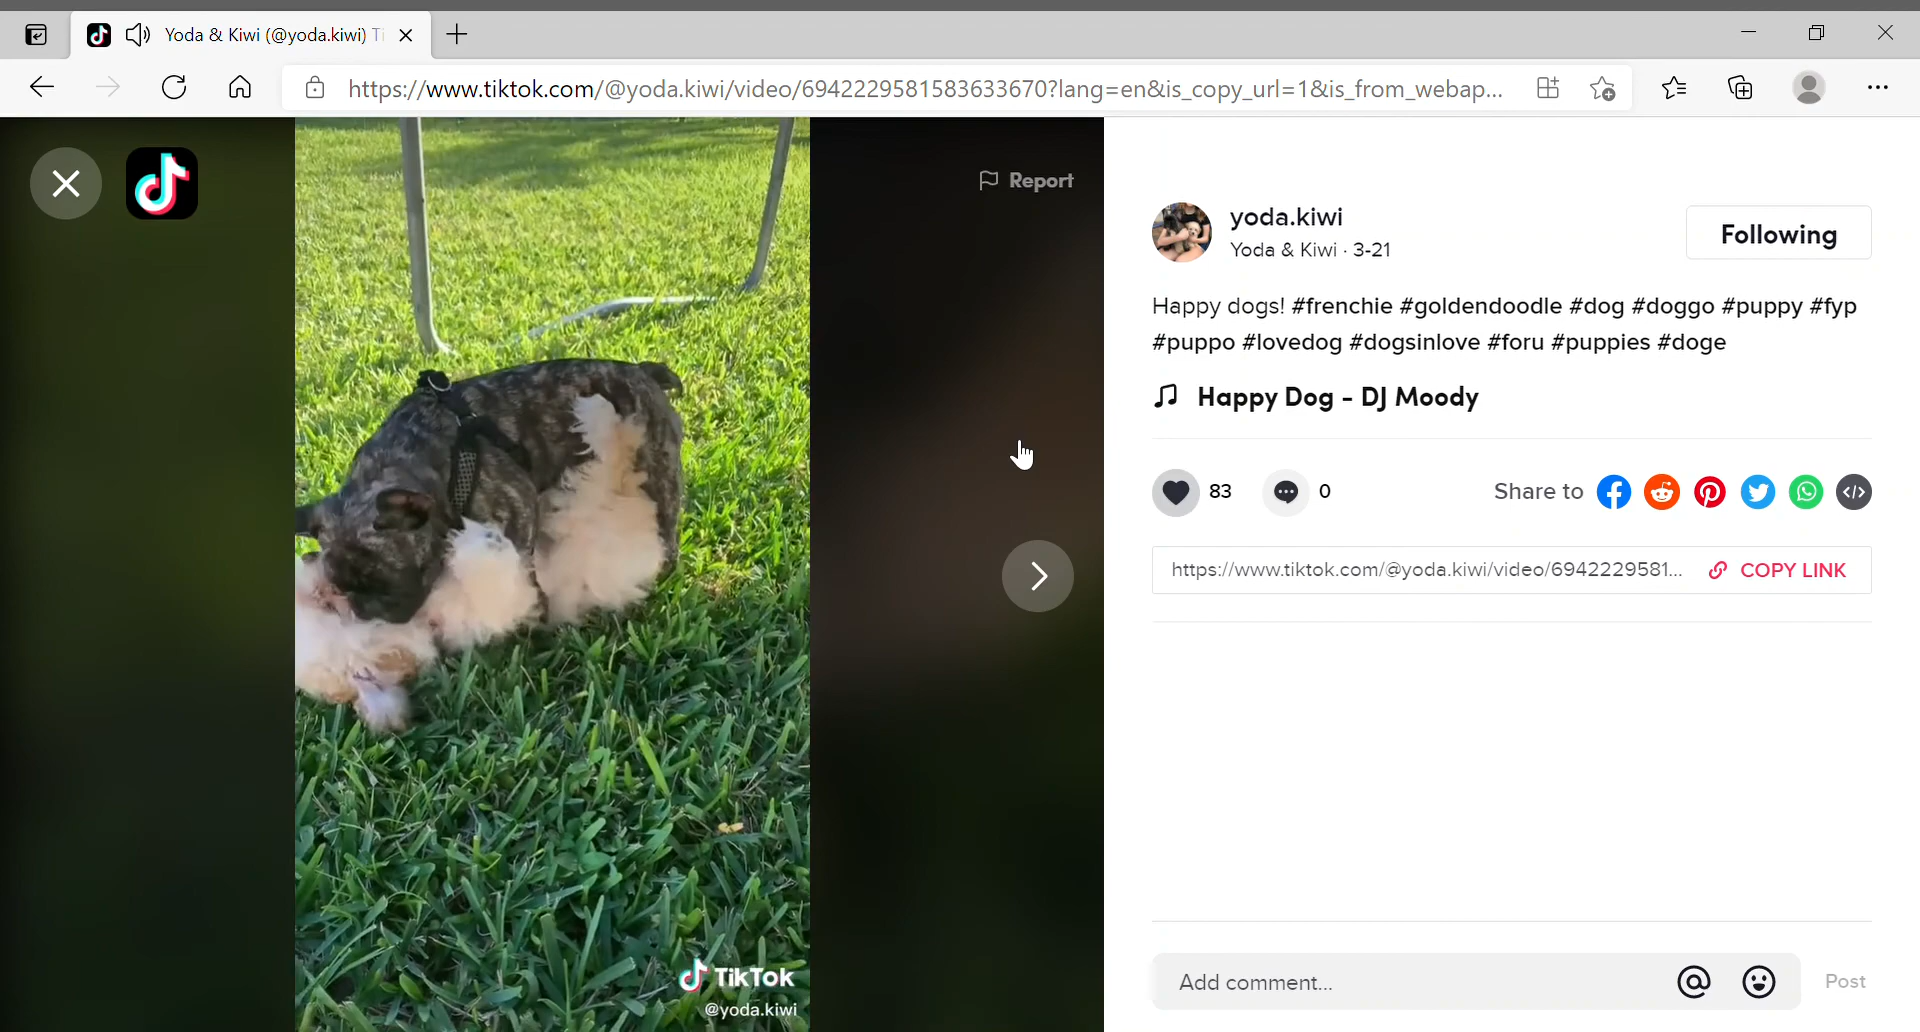 Yoda & Kiwi (@yoda.kiwi) Ti
https://www.tiktok.com/@yoda.kiwi/video/6942229581583633670?lang=en&is_copy_url=1&is_from_webap...
Report
yoda.kiwi
Yoda & Kiwi · 3-21
Following
Happy dogs! #frenchie #goldendoodle #dog #doggo #puppy #fyp
#puppo #lovedog #dogsinlove #foru #puppies #doge
Happy Dog - DJ Moody
83
0
Share to
https://www.tiktok.com/@yoda.kiwi/video/6942229581...
COPY LINK
TikTok
@yoda.kiwi
Add comment...
Post